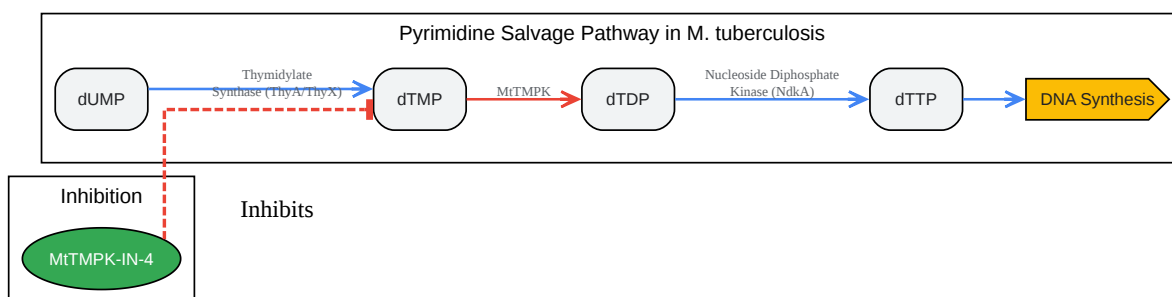 Pyrimidine Salvage Pathway in M. tuberculosis
Thymidylate
Synthase (ThyA/ThyX)
Nucleoside Diphosphate
Kinase (NdkA)
dUMP
dTMP
MtTMPK
dTDP
dTTP
DNA Synthesis
Inhibition
Inhibits
MtTMPK-IN-4